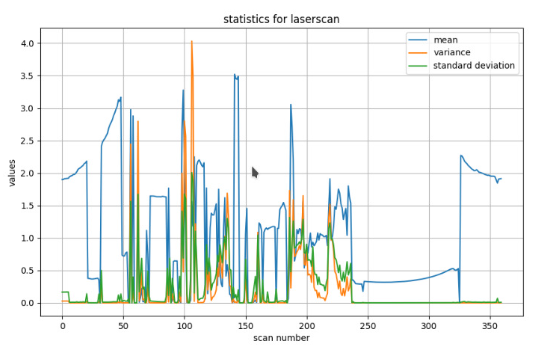 statistics for laserscan
mean
variance
standard deviation
values
4.0
3.5
3.0
2.5
2.0
1.5
1.0
0.5
0.0
0 50 100 150 200 250 300 350
scan number